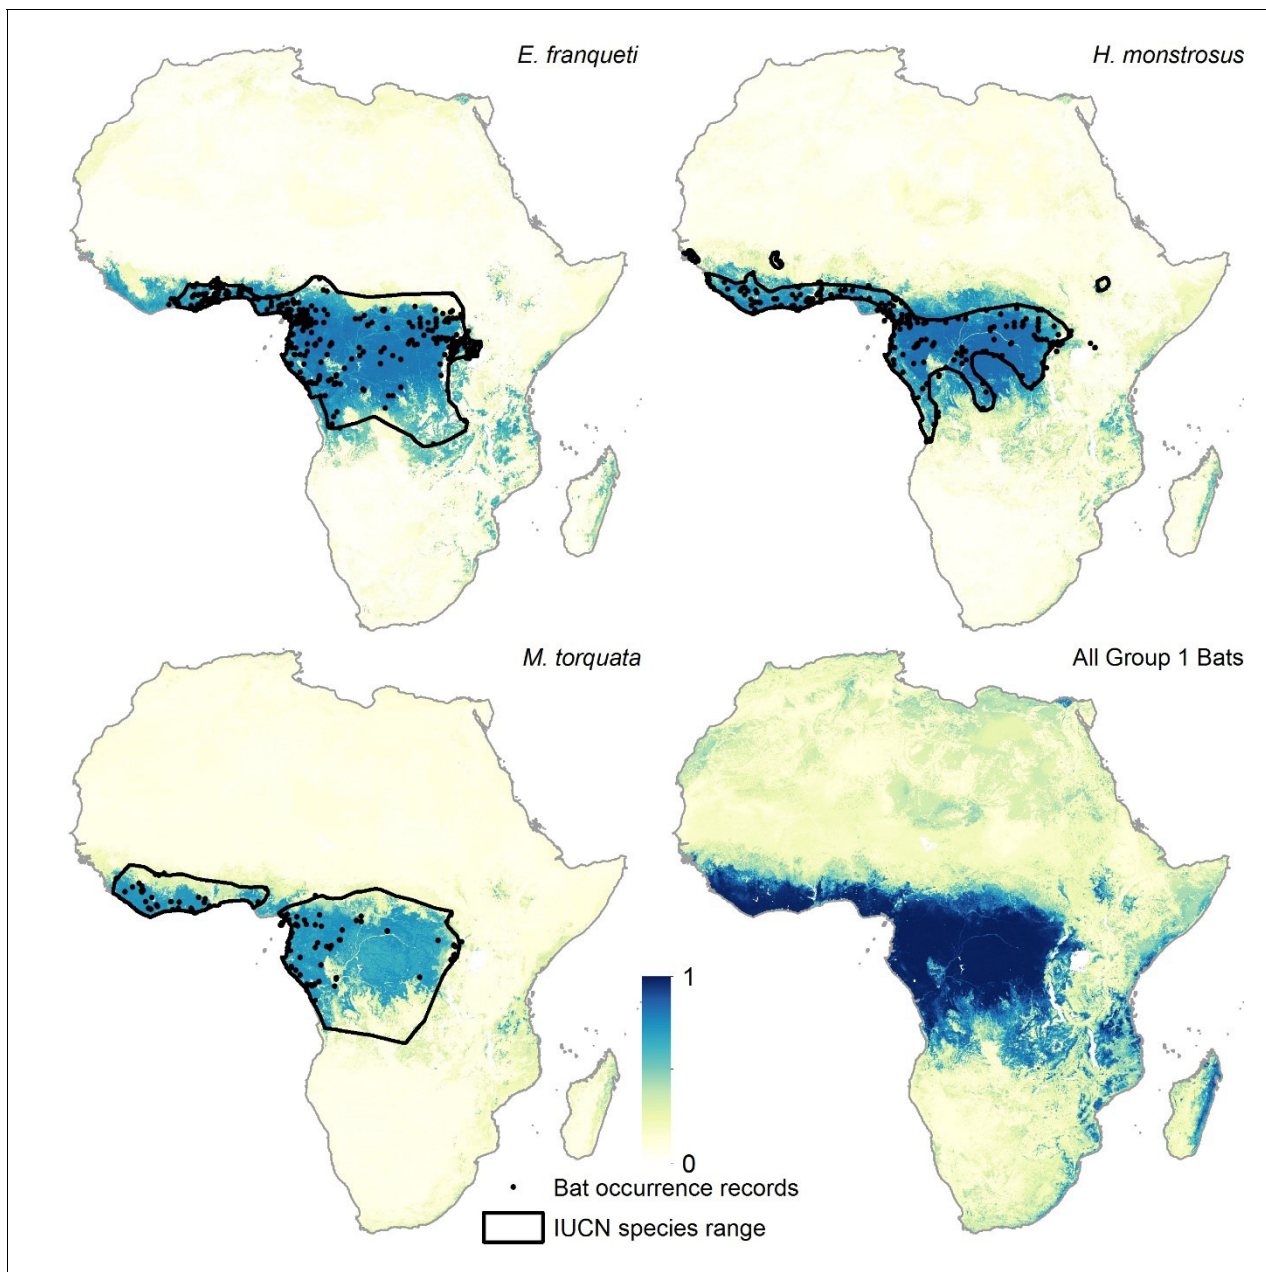 E. franqueti
H. monstrosus
M. torquata
All Group 1 Bats
1
0
Bat occurrence records
IUCN species range